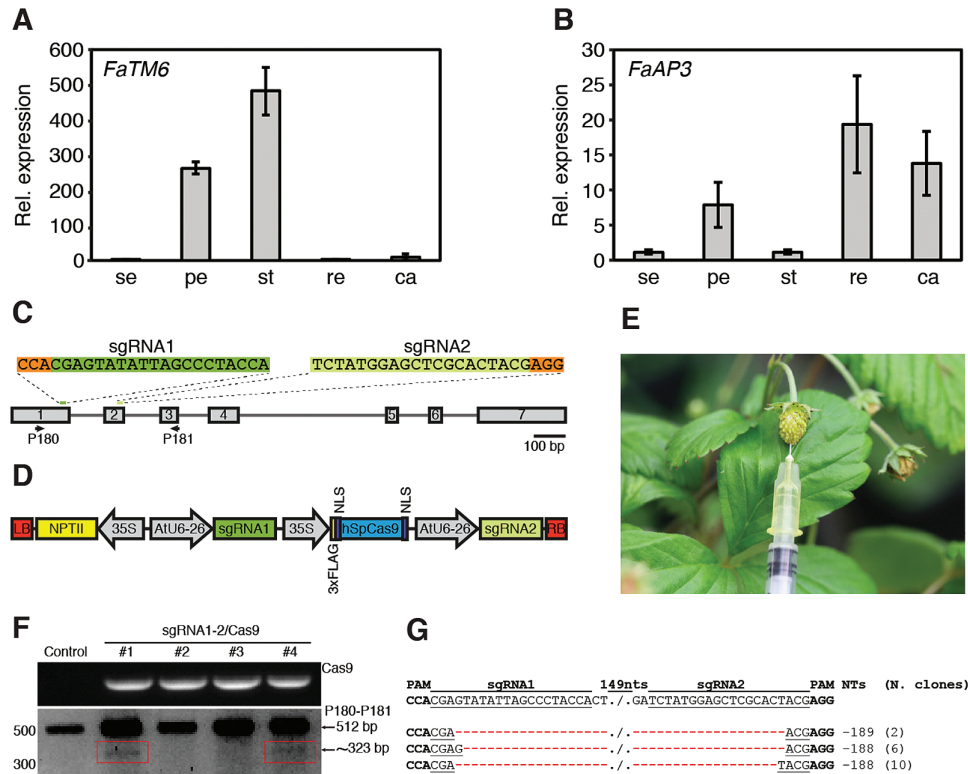 A
600
500
400
300
200
100
0
Rel. expression
FaTM6
se pe st re ca
B
30
25
20
15
10
5
0
Rel. expression
FaAP3
se pe st re ca
C
sgRNA1 sgRNA2
CCACGAGTATATTAGCCCTACCA TCTATGGAGCTCGCACTACGAGG
1 2 3 4 5 6 7
P180 P181
100 bp
D
LB NPTII 35S AtU6-26 sgRNA1 35S 3xFLAG NLS hSpCas9 NLS AtU6-26 sgRNA2 RB
E
F
sgRNA1-2/Cas9
Control #1 #2 #3 #4
Cas9
P180-P181
500 512 bp
~323 bp
300
G
PAM sgRNA1 149nts sgRNA2 PAM NTs (N. clones)
CCACGAGTATATTAGCCCTACCACT./.GATCTATGGAGCTCGCACTACGAGG
CCACGA------------------./.------------------ACGAGG -189 (2)
CCACGAG-----------------./.------------------ACGAGG -188 (6)
CCACGA------------------./.-----------------TACGAGG -188 (10)